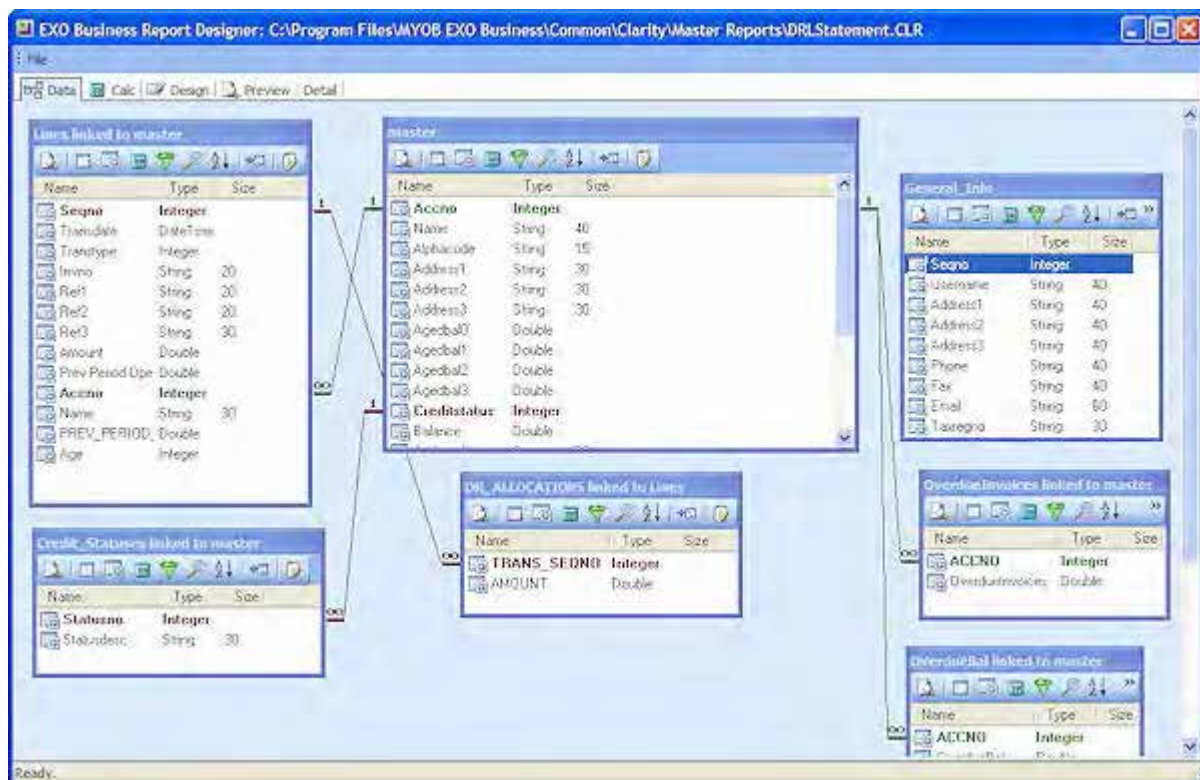 EXO Business Report Designer: C:\Program Files\MYOB EXO Business\Common\Clarity\Master Reports\DRLStatement.CLR
File
Data Calc Design Preview Detail
Lines linked to master
Name Type Size
Seqno Integer
Transdate DateTime
Transtype Integer
Invno String 20
Ref1 String 20
Ref2 String 20
Ref3 String 30
Amount Double
Prev Period Ope Double
Accno Integer
Name String 30
PREV_PERIOD_ Double
Age Integer
master
Name Type Size
Accno Integer
Name String 40
Alphacode String 15
Address1 String 30
Address2 String 30
Address3 String 30
Agedbal0 Double
Agedbal1 Double
Agedbal2 Double
Agedbal3 Double
Creditstatus Integer
Balance Double
General_Info
Name Type Size
Seqno Integer
Username String 40
Address1 String 40
Address2 String 40
Address3 String 40
Phone String 40
Fax String 40
Email String 60
Taxregno String 30
DR_ALLOCATIONS linked to Lines
Name Type Size
TRANS_SEQNO Integer
AMOUNT Double
Credit_Statuses linked to master
Name Type Size
Statusno Integer
Statusdesc String 30
OverdueInvoices linked to master
Name Type Size
ACCNO Integer
OverdueInvoices Double
OverdueBal linked to master
Name Type Size
ACCNO Integer
Ready.